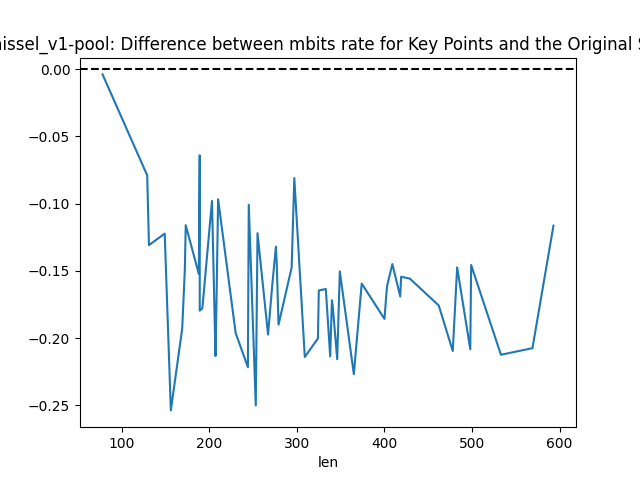 issel_v1-pool: Difference between mbits rate for Key Points and the Original
0.00
−0.05
−0.10
−0.15
−0.20
−0.25
100 200 300 400 500 600
len